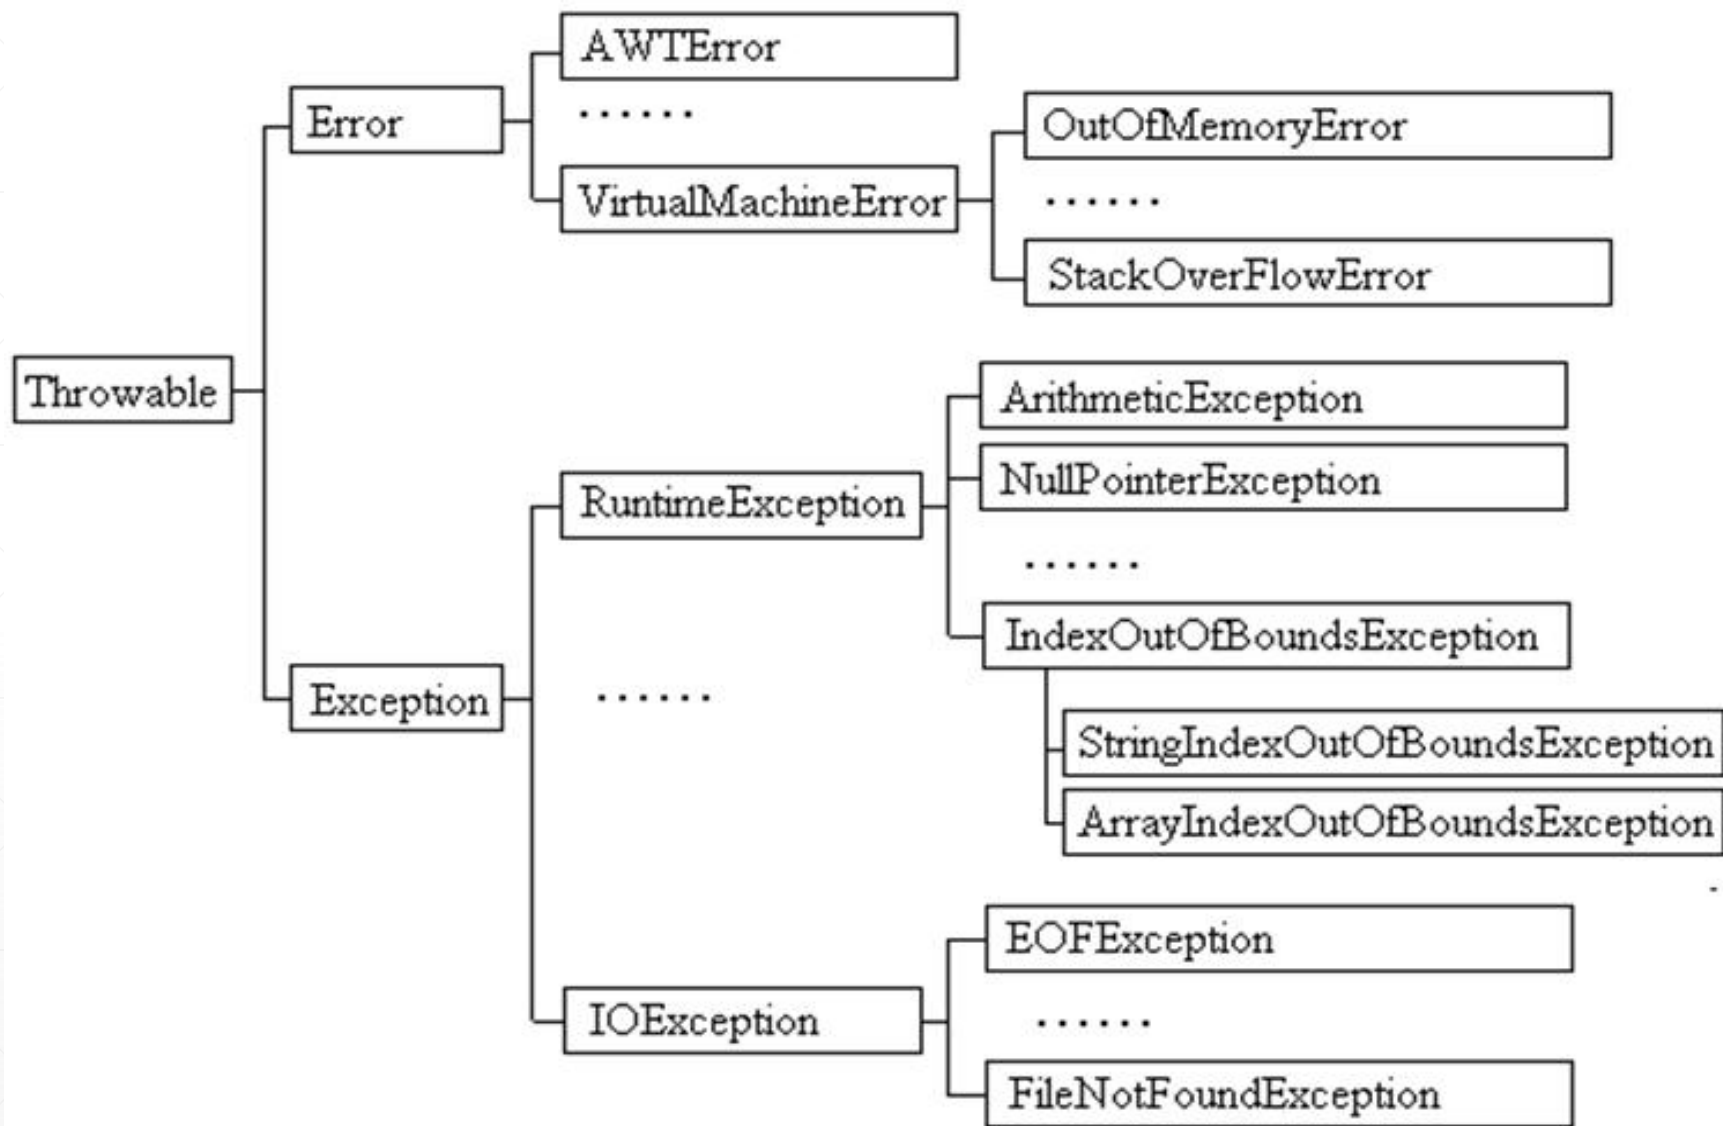 AWTError
Error
......
OutOfMemoryError
VirtualMachineError
......
StackOverFlowError
Throwable
ArithmeticException
NullPointerException
RuntimeException
......
IndexOutOfBoundsException
Exception
......
StringIndexOutOfBoundsException
ArrayIndexOutOfBoundsException
EOFException
IOException
......
FileNotFoundException